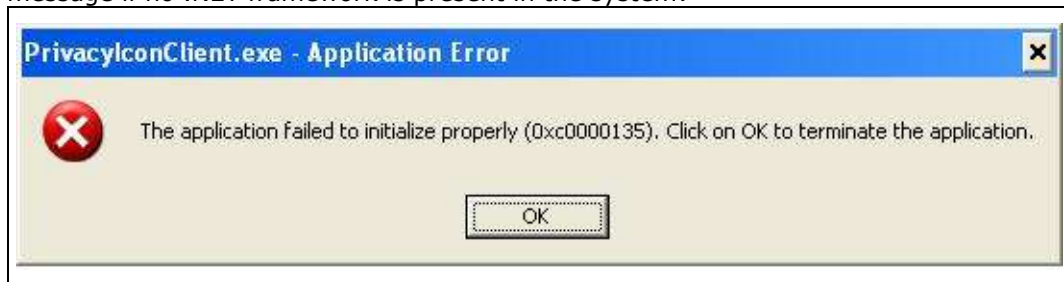 message if no .NET framework is present in the system.
PrivacyIconClient.exe - Application Error
The application failed to initialize properly (0xc0000135). Click on OK to terminate the application.
OK